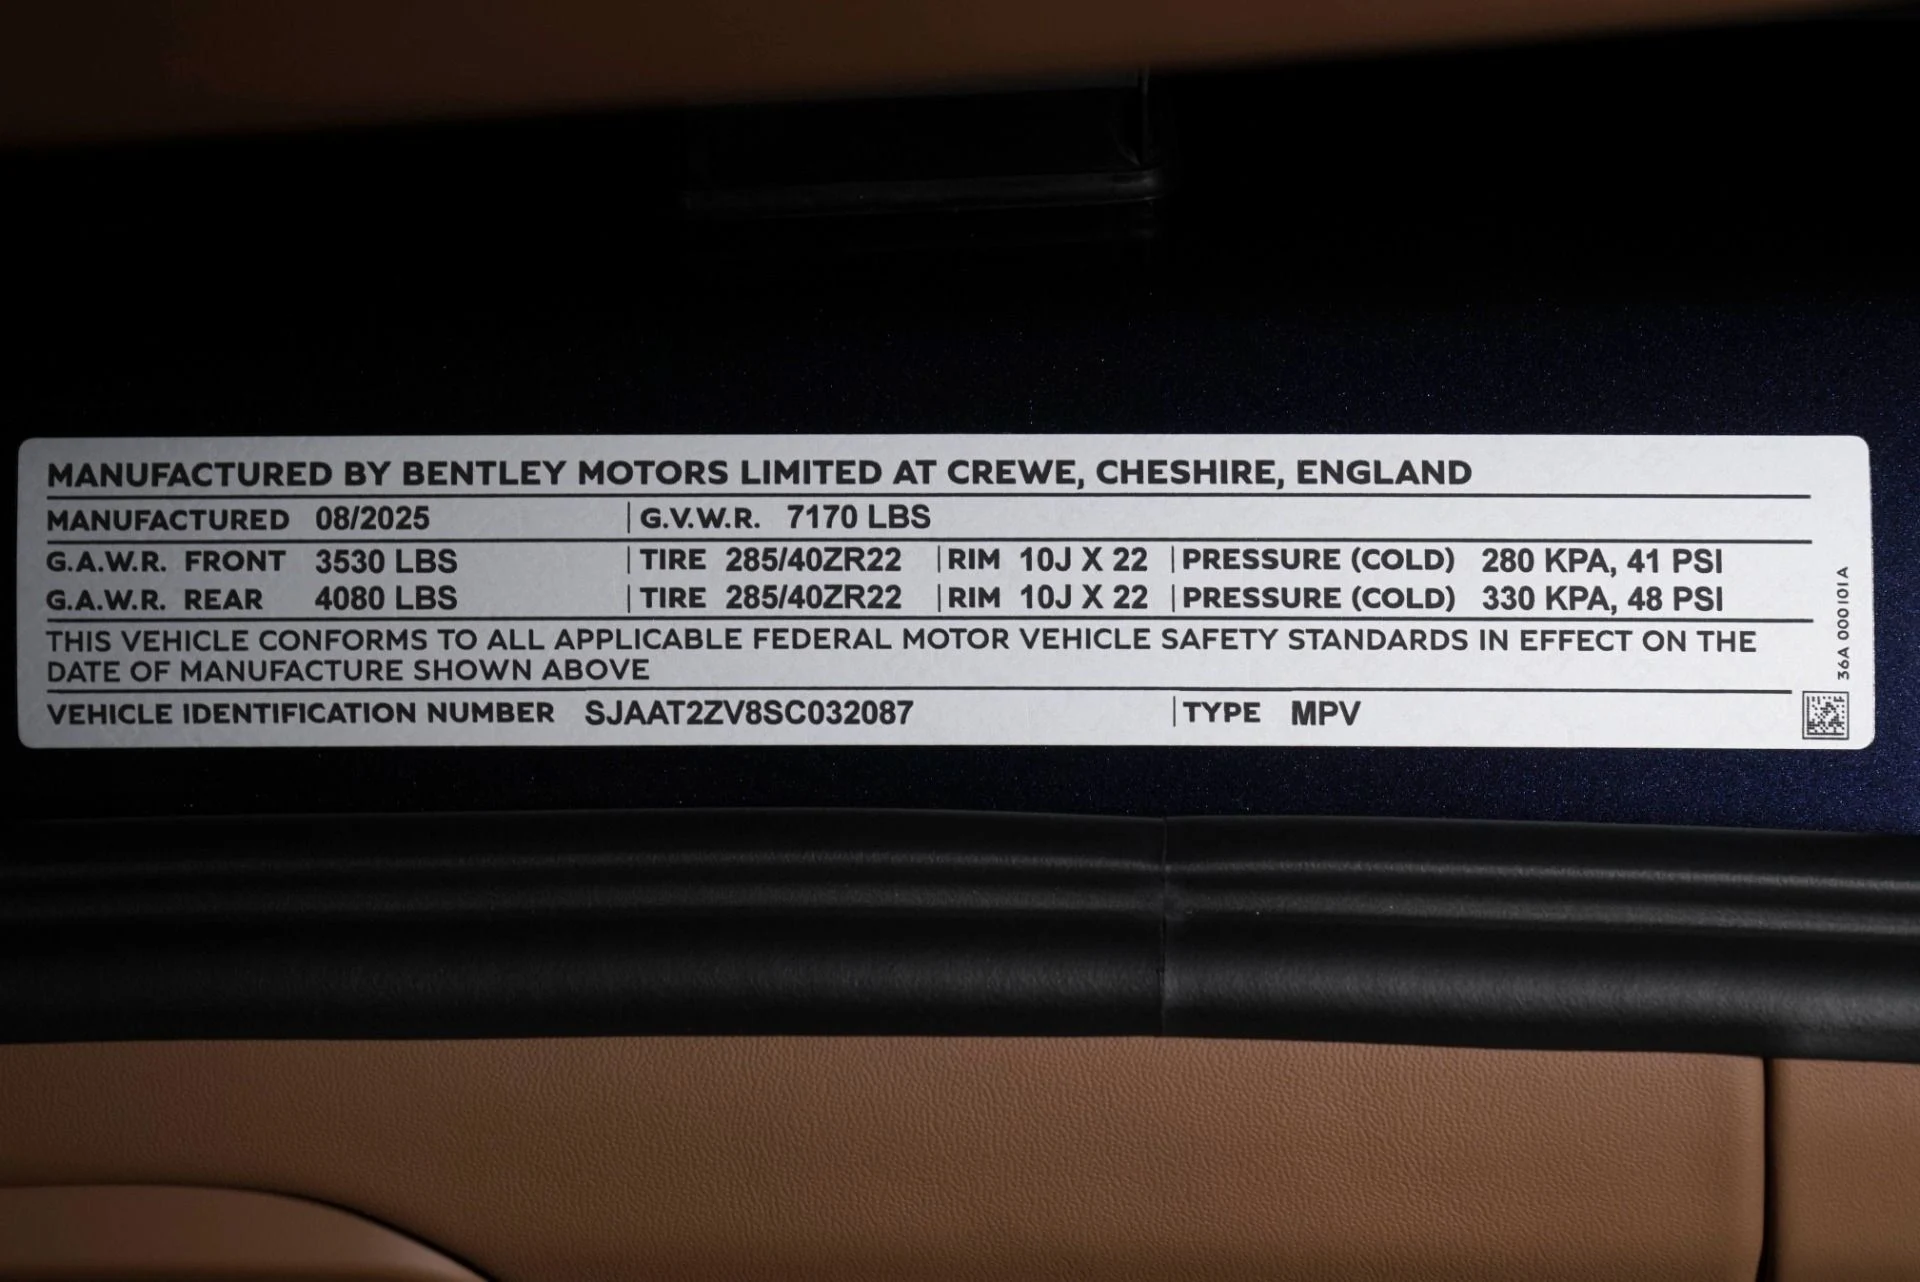 MANUFACTURED BY BENTLEY MOTORS LIMITED AT CREWE, CHESHIRE, ENGLAND
MANUFACTURED 08/2025 G.V.W.R. 7170 LBS
G.A.W.R. FRONT 3530 LBS TIRE 285/40ZR22 RIM 10J X 22 PRESSURE (COLD) 280 KPA, 41 PSI
G.A.W.R. REAR 4080 LBS TIRE 285/40ZR22 RIM 10J X 22 PRESSURE (COLD) 330 KPA, 48 PSI
THIS VEHICLE CONFORMS TO ALL APPLICABLE FEDERAL MOTOR VEHICLE SAFETY STANDARDS IN EFFECT ON THE
DATE OF MANUFACTURE SHOWN ABOVE
VEHICLE IDENTIFICATION NUMBER SJAAT2ZV8SC032087 TYPE MPV
36A 000101 A